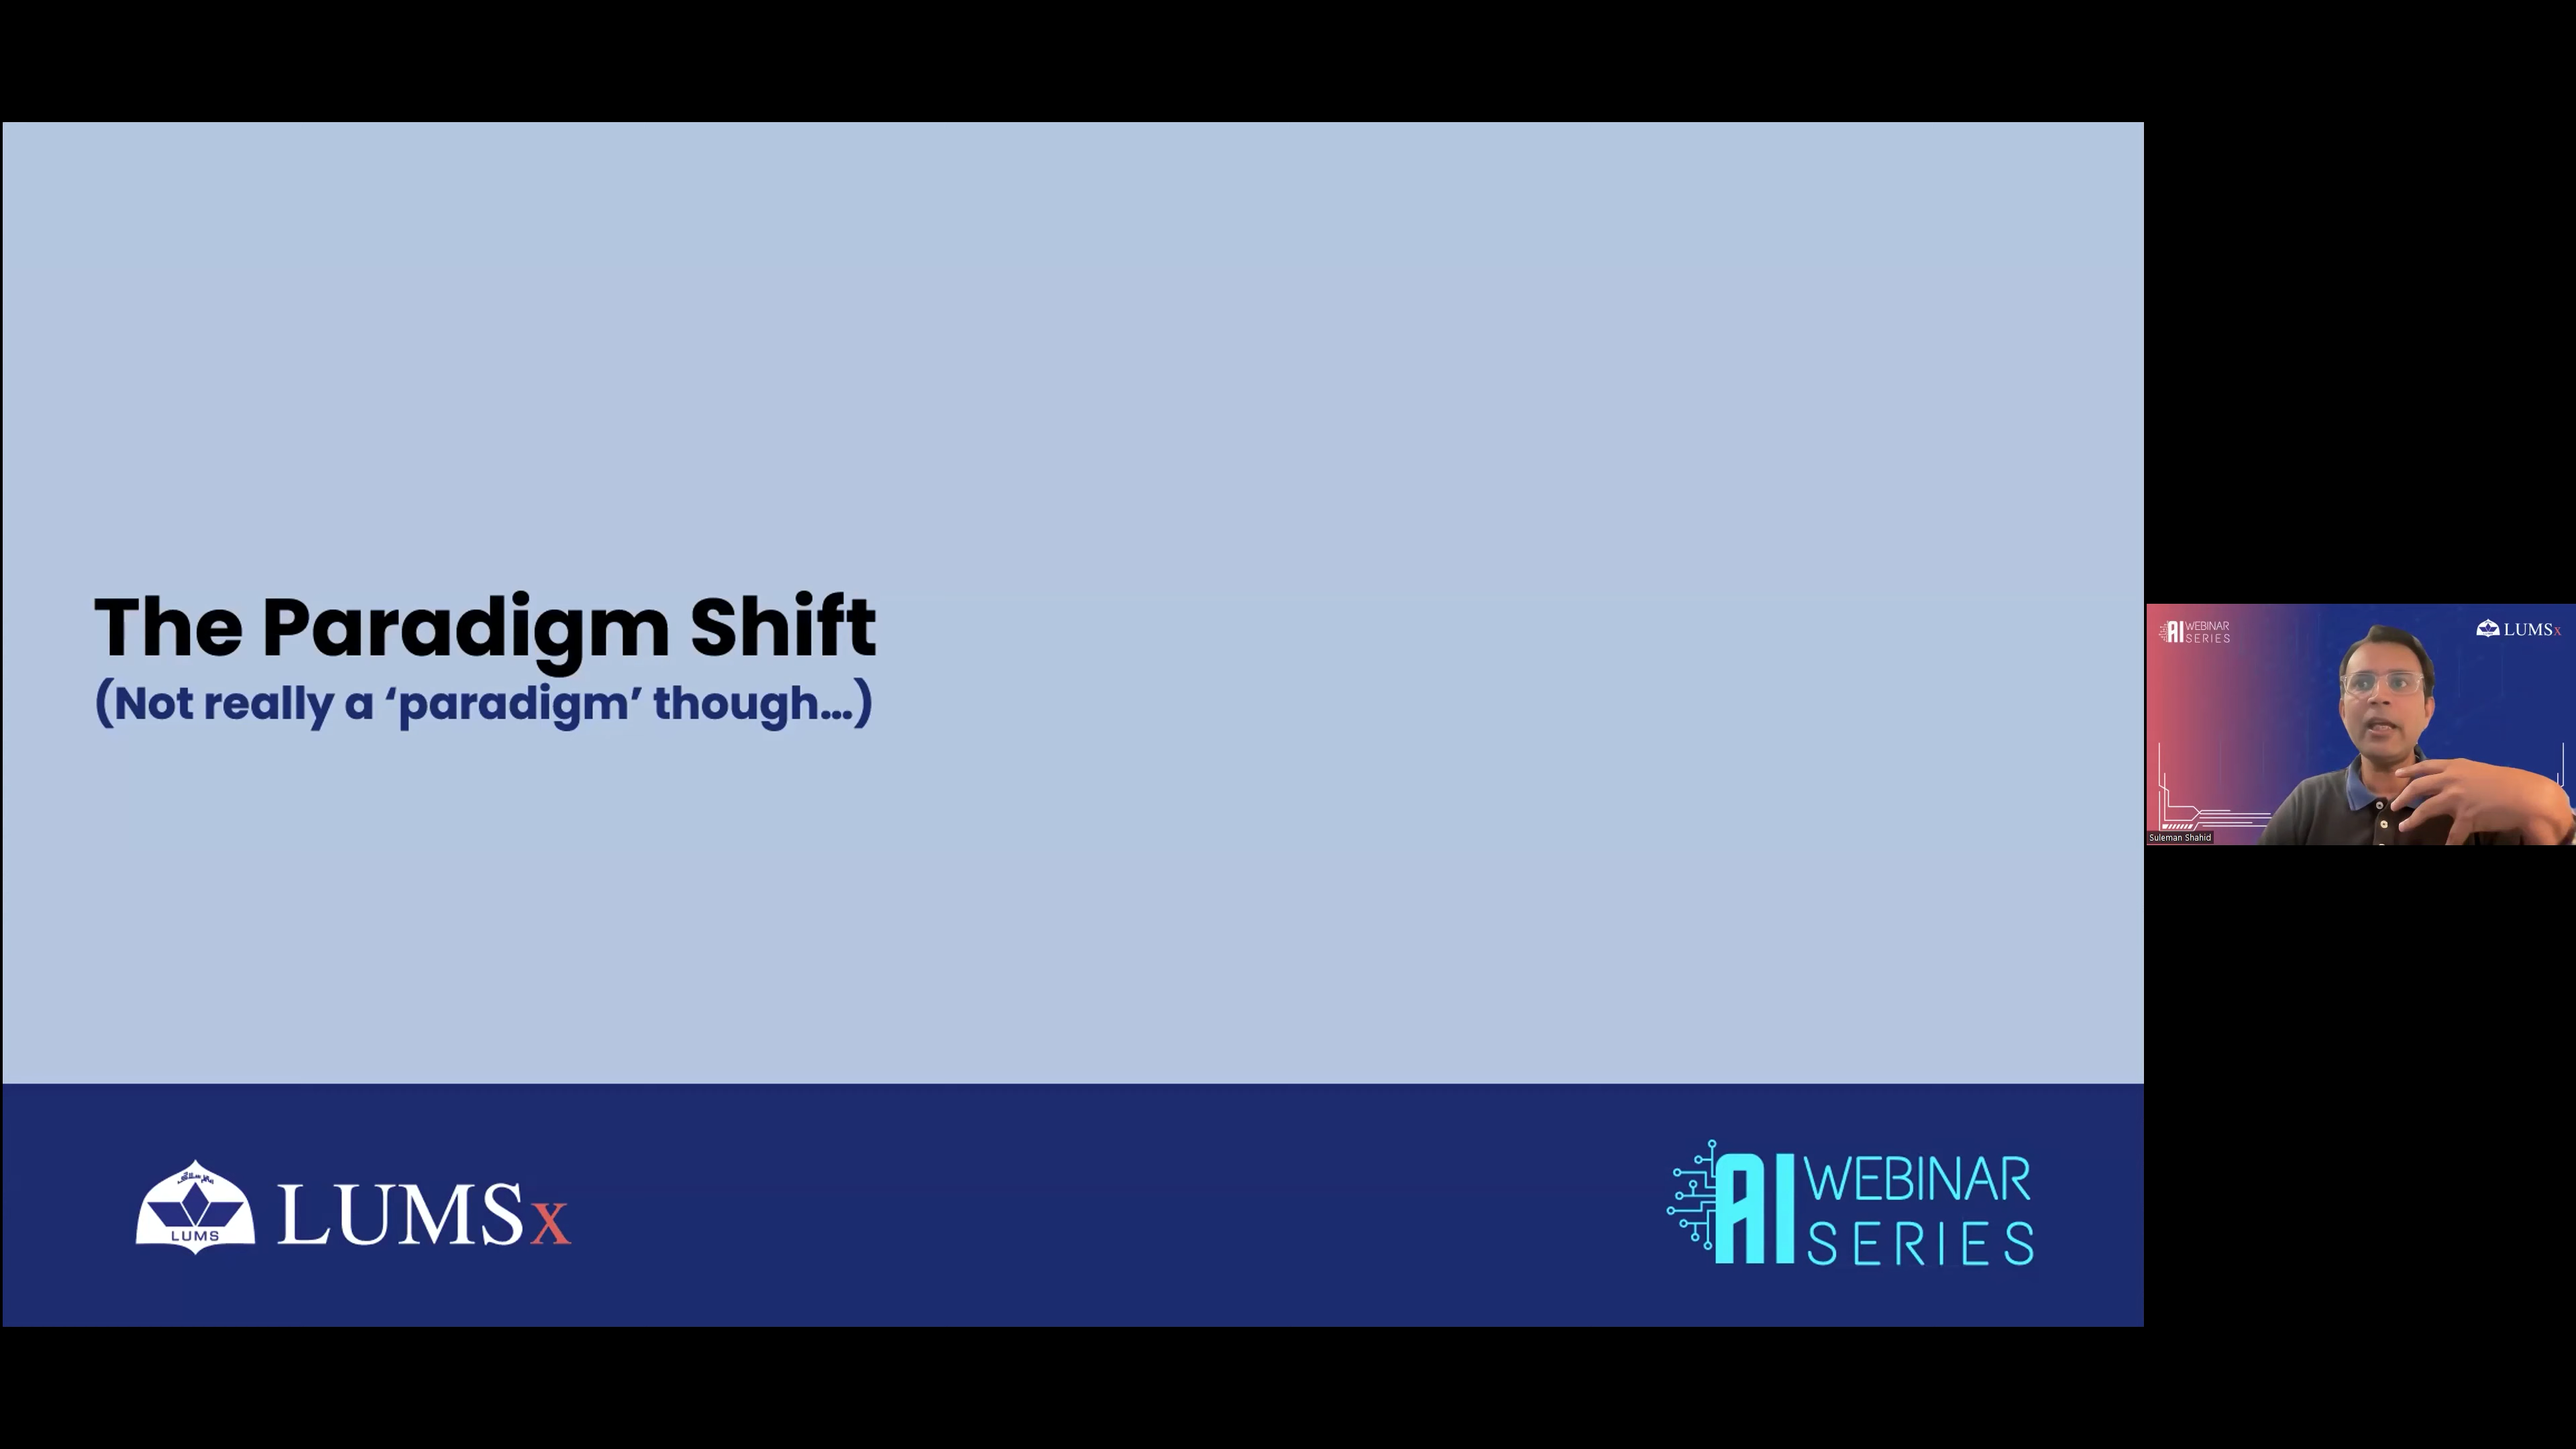 The Paradigm Shift
(Not really a ‘paradigm’ though...)
LUMS
LUMSx
AI WEBINAR
SERIES
AI WEBINAR
SERIES
LUMSx
Suleman Shahid